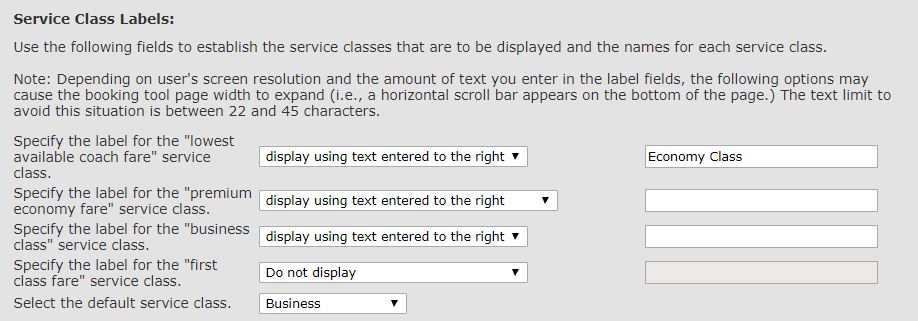 Service Class Labels:
Use the following fields to establish the service classes that are to be displayed and the names for each service class.
Note: Depending on user's screen resolution and the amount of text you enter in the label fields, the following options may
cause the booking tool page width to expand (i.e., a horizontal scroll bar appears on the bottom of the page.) The text limit to
avoid this situation is between 22 and 45 characters.
Specify the label for the "lowest
available coach fare" service
class.
display using text entered to the right
Economy Class
Specify the label for the "premium
economy fare" service class.
display using text entered to the right
Specify the label for the "business
class" service class.
display using text entered to the right
Specify the label for the "first
class fare" service class.
Do not display
Select the default service class.
Business